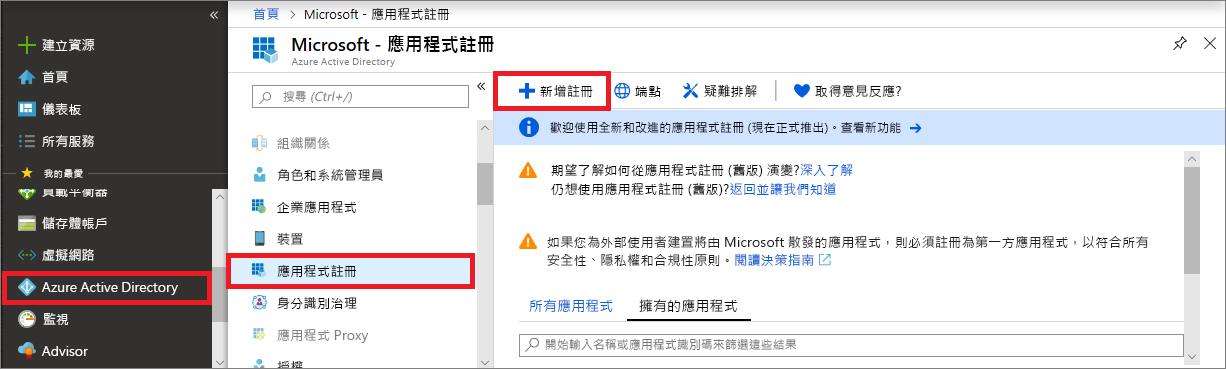 «
建立資源
首頁
儀表板
所有服務
我的最愛
負載平衡器
儲存體帳戶
虛擬網路
Azure Active Directory
監視
Advisor
首頁 > Microsoft - 應用程式註冊
Microsoft - 應用程式註冊
Azure Active Directory
搜尋 (Ctrl+/)
«
組織關係
角色和系統管理員
企業應用程式
裝置
應用程式註冊
身分識別治理
應用程式 Proxy
授權
新增註冊 端點 疑難排解 取得意見反應?
歡迎使用全新和改進的應用程式註冊 (現在正式推出)。查看新功能 →
期望了解如何從應用程式註冊 (舊版) 演變?深入了解
仍想使用應用程式註冊 (舊版)?返回並讓我們知道
如果您為外部使用者建置將由 Microsoft 散發的應用程式，則必須註冊為第一方應用程式，以符合所有
安全性、隱私權和合規性原則。閱讀決策指南
所有應用程式 擁有的應用程式
開始輸入名稱或應用程式識別碼來篩選這些結果